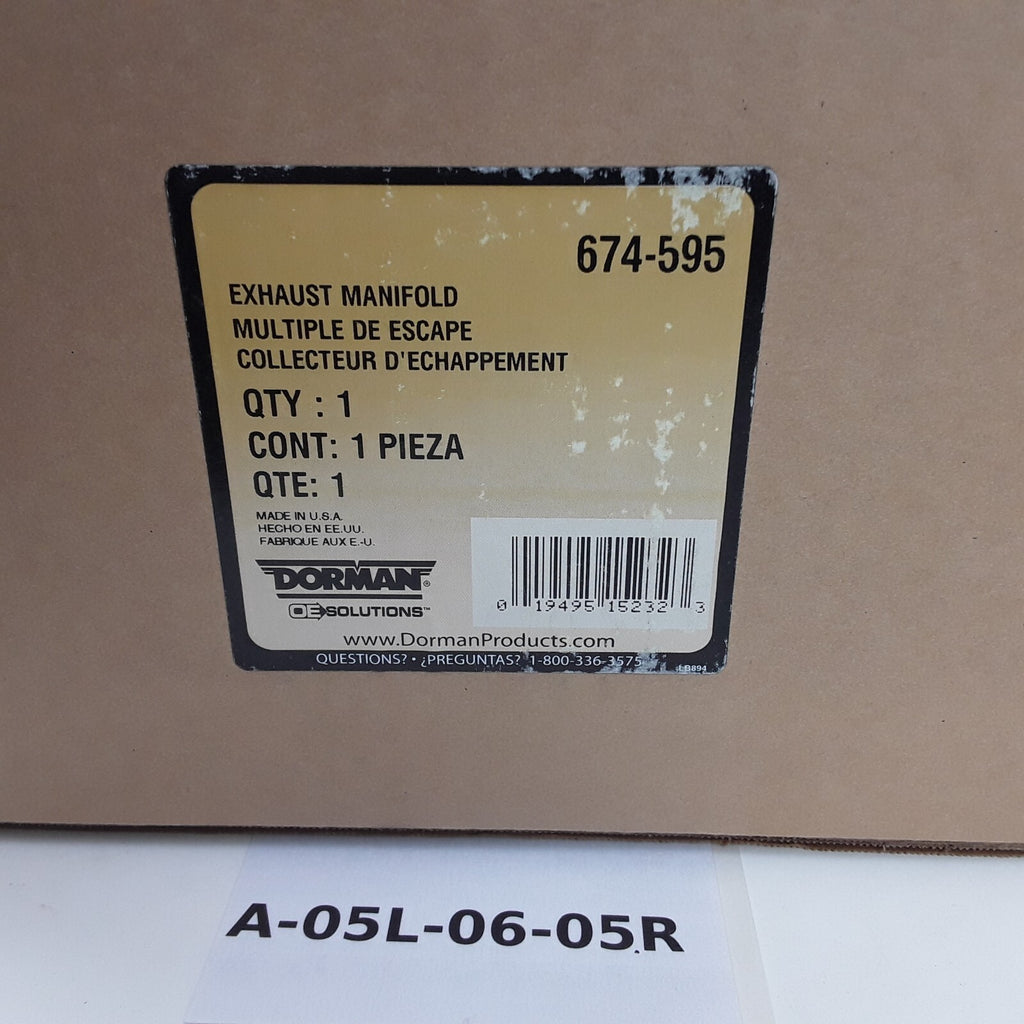 674-595
EXHAUST MANIFOLD
MULTIPLE DE ESCAPE
COLLECTEUR D'ECHAPPEMENT
QTY : 1
CONT: 1 PIEZA
QTE: 1
MADE IN U.S.A.
HECHO EN EE.UU.
FABRIQUE AUX E.-U.
DORMAN®
OE SOLUTIONS™
0 19495 15232 3
www.DormanProducts.com
QUESTIONS? • ¿PREGUNTAS? 1-800-336-3575
LB894
A-05L-06-05R